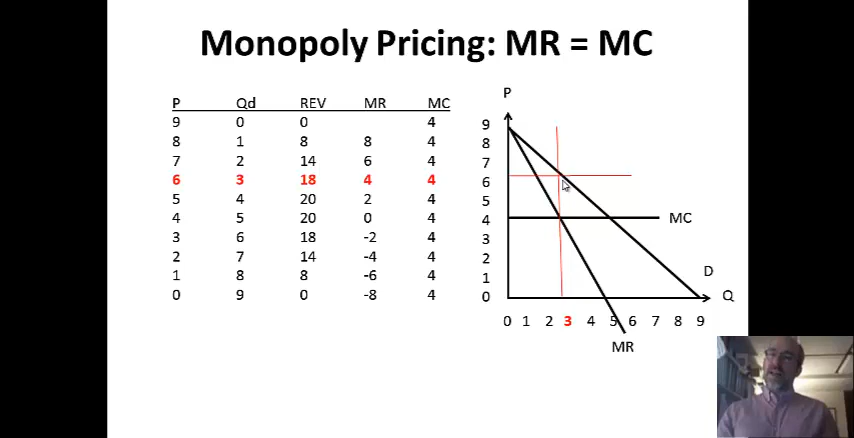 Monopoly Pricing: MR = MC
P Qd REV MR MC
9 0 0 4
8 1 8 8 4
7 2 14 6 4
6 3 18 4 4
5 4 20 2 4
4 5 20 0 4
3 6 18 -2 4
2 7 14 -4 4
1 8 8 -6 4
0 9 0 -8 4
P
9
8
7
6
5
4
3
2
1
0
MC
D
Q
0 1 2 3 4 5 6 7 8 9
MR